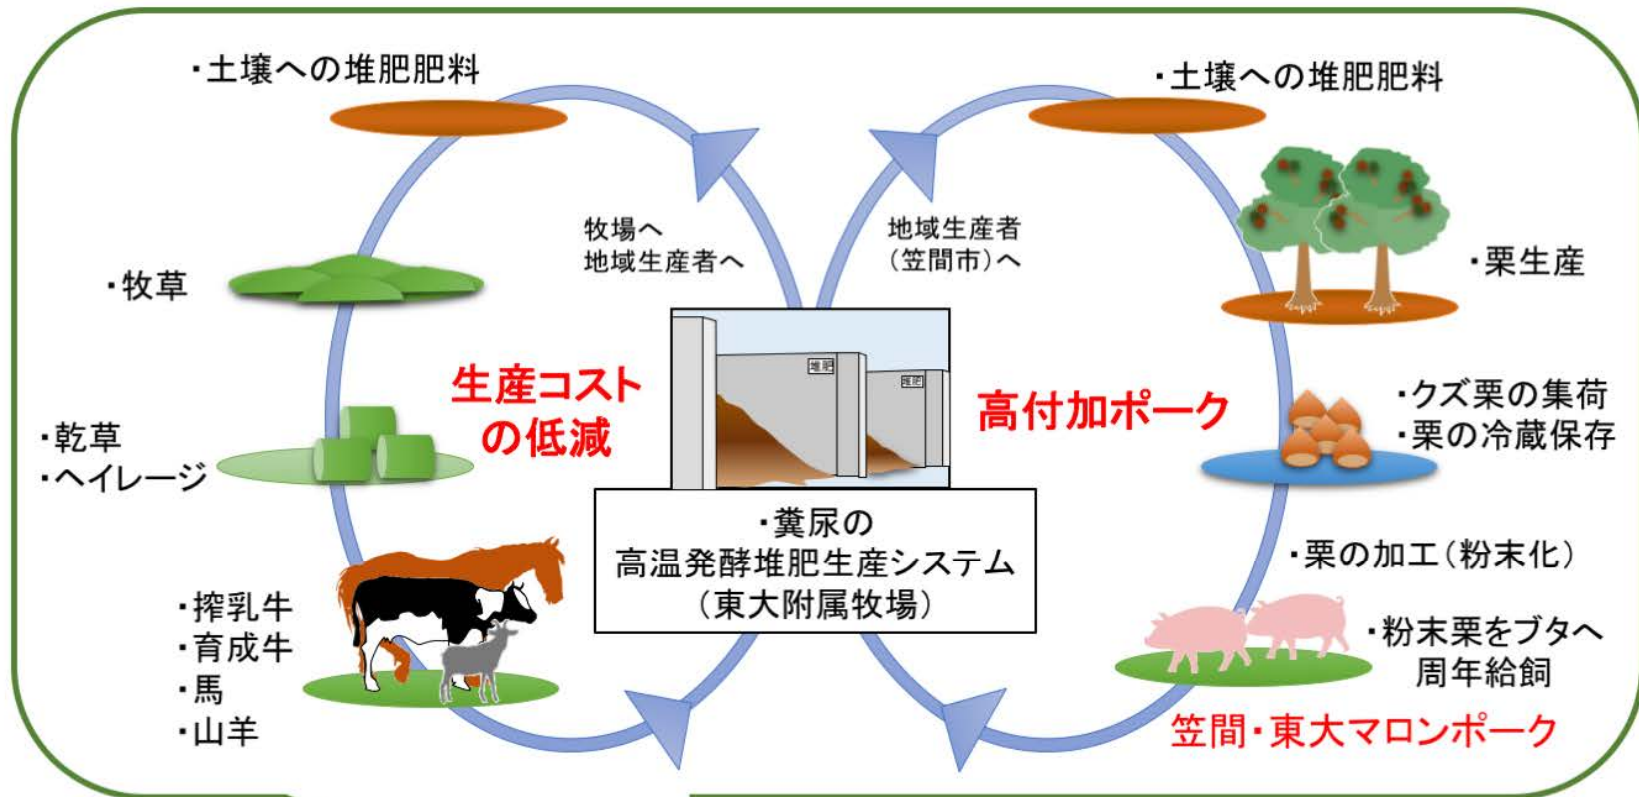 ・土壌への堆肥肥料
牧場へ
地域生産者へ
・牧草
生産コスト
の低減
・乾草
・ヘイレージ
・搾乳牛
・育成牛
・馬
・山羊
堆肥
堆肥
・糞尿の
高温発酵堆肥生産システム
（東大附属牧場）
・土壌への堆肥肥料
地域生産者
（笠間市）へ
・栗生産
高付加ポーク
・クズ栗の集荷
・栗の冷蔵保存
・栗の加工（粉末化）
・粉末栗をブタへ
周年給飼
笠間・東大マロンポーク